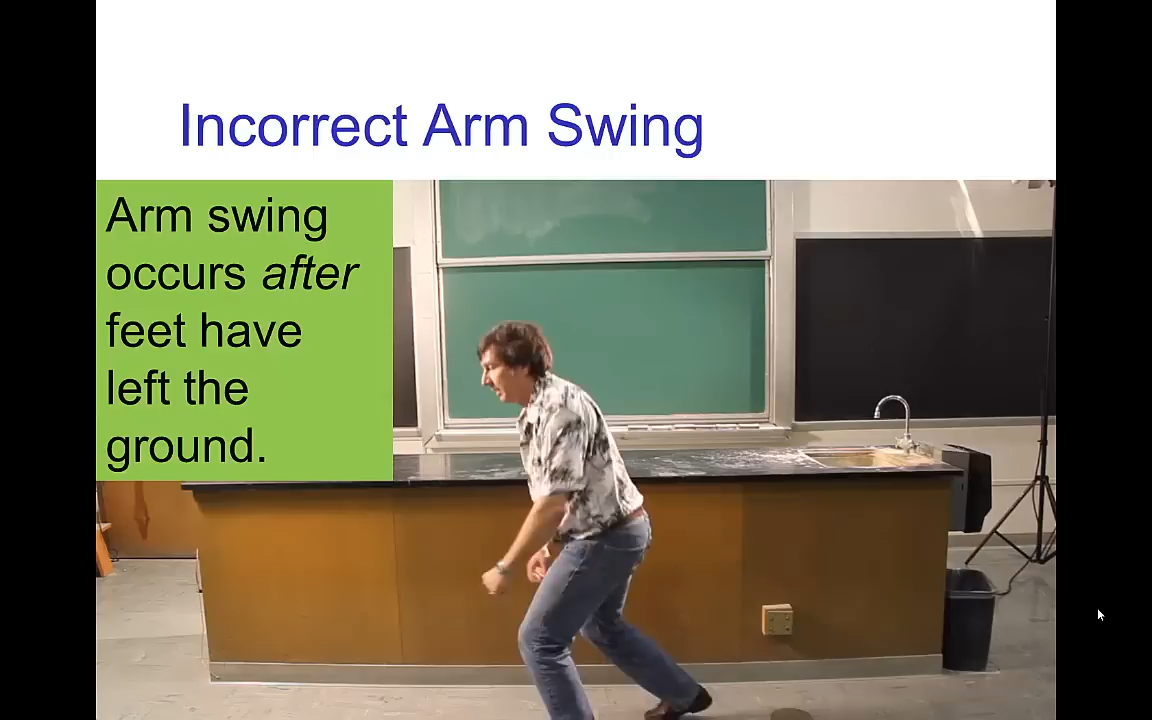 Incorrect Arm Swing
Arm swing
occurs after
feet have
left the
ground.